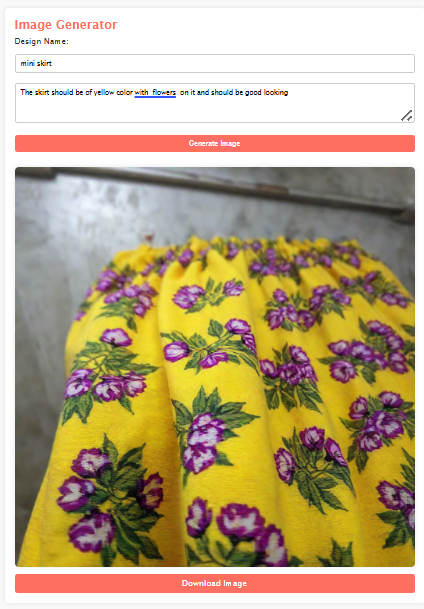 Image Generator
Design Name:
mini skirt
The skirt should be of yellow color with  flowers  on it and should be good looking
Generate Image
Download Image